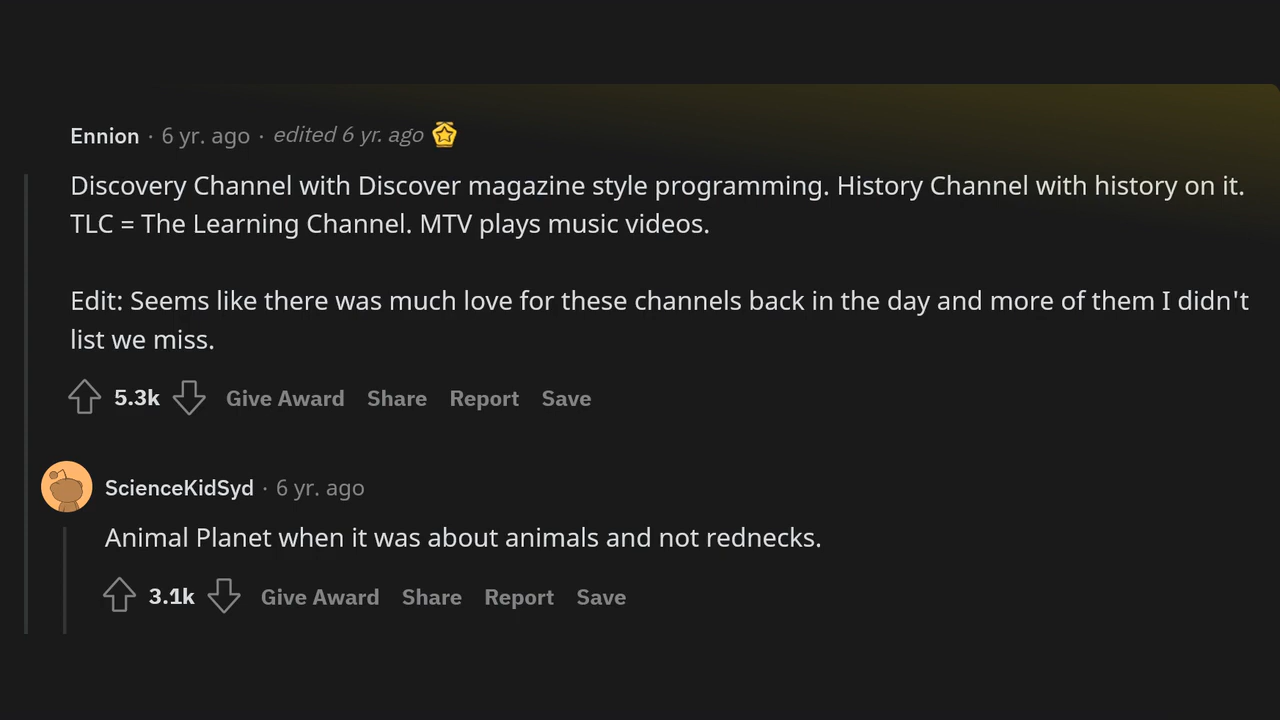 Ennion · 6 yr. ago · edited 6 yr. ago
Discovery Channel with Discover magazine style programming. History Channel with history on it.
TLC = The Learning Channel. MTV plays music videos.
Edit: Seems like there was much love for these channels back in the day and more of them I didn't
list we miss.
5.3k Give Award Share Report Save
ScienceKidSyd · 6 yr. ago
Animal Planet when it was about animals and not rednecks.
3.1k Give Award Share Report Save